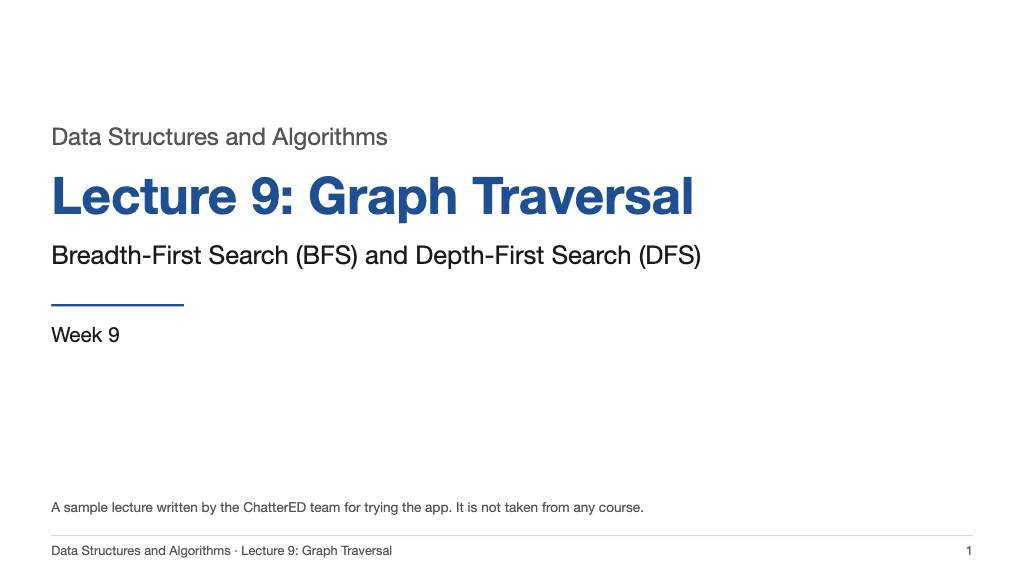 Data Structures and Algorithms
Lecture 9: Graph Traversal
Breadth-First Search (BFS) and Depth-First Search (DFS)
Week 9
A sample lecture written by the ChatterED team for trying the app. It is not taken from any course.
Data Structures and Algorithms · Lecture 9: Graph Traversal
1